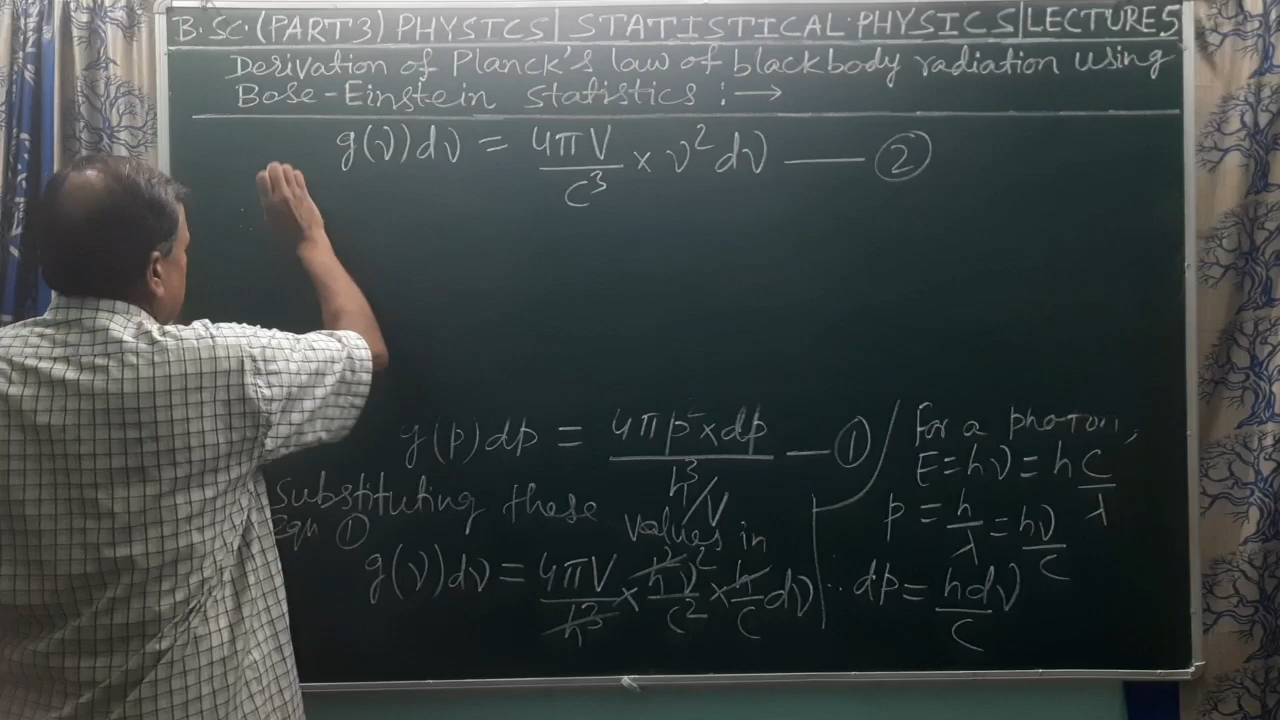 B.SC.(PART 3) PHYSICS | STATISTICAL PHYSICS | LECTURE 5
Derivation of Planck's law of blackbody radiation using
Bose-Einstein statistics :→
g(ν)dν = 4πV/c³ × ν² dν — ②
g(p)dp = 4πp²×dp / h³/V — ①
For a photon,
E = hν = h c/λ
p = h/λ = hν/c
∴ dp = hdν/c
Substituting these values in
Eqn ①
g(ν)dν = 4πV/h³ × h²ν²/c² × h/c dν